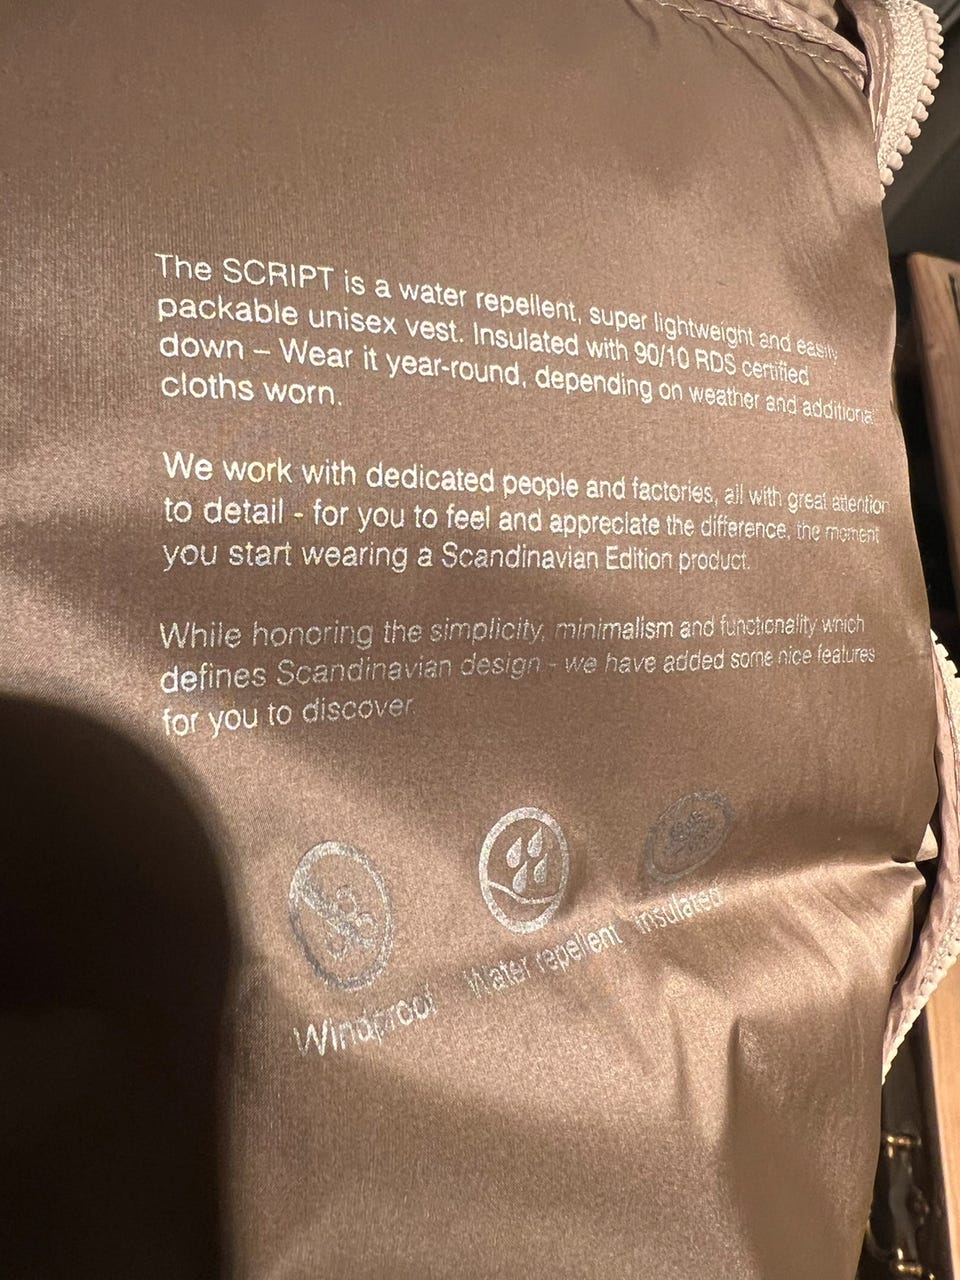 The SCRIPT is a water repellent, super lightweight and easily
packable unisex vest. Insulated with 90/10 RDS certified
down – Wear it year-round, depending on weather and additional
cloths worn.
We work with dedicated people and factories, all with great attention
to detail - for you to feel and appreciate the difference, the moment
you start wearing a Scandinavian Edition product.
While honoring the simplicity, minimalism and functionality which
defines Scandinavian design - we have added some nice features
for you to discover.
Windproof Water repellent Insulated